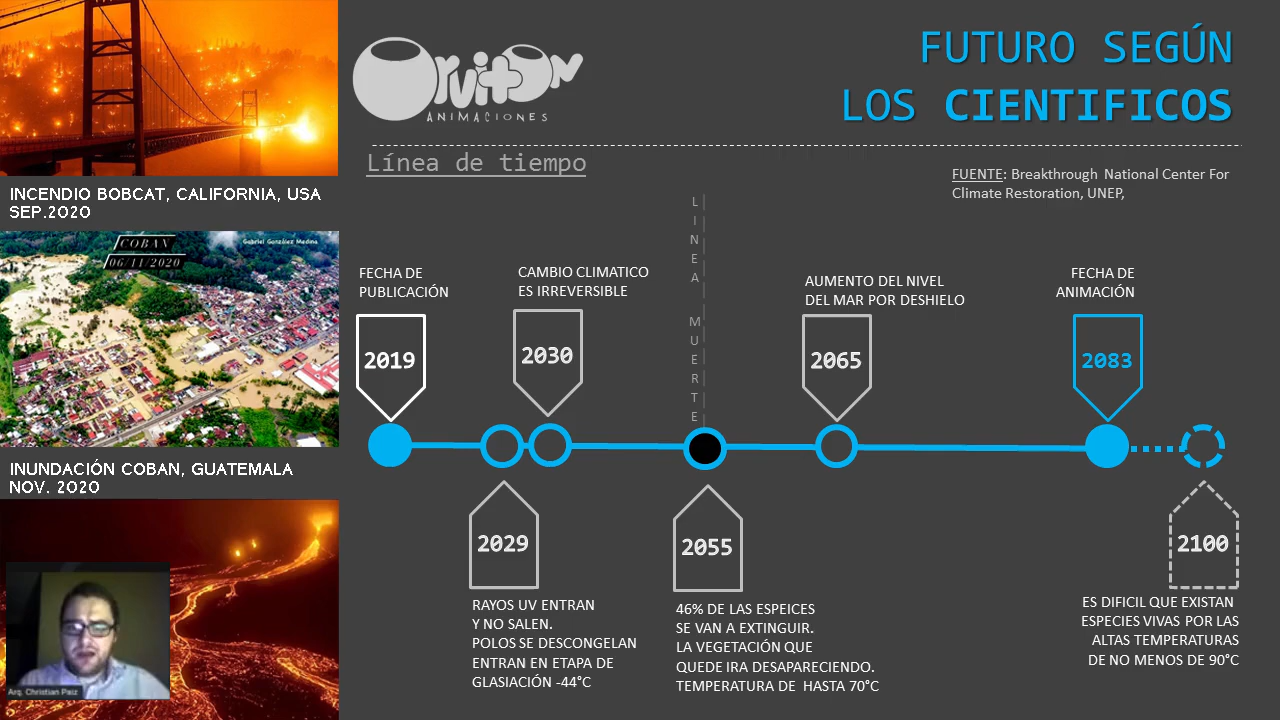 FUTURO SEGÚN
LOS CIENTIFICOS
Orvitón
ANIMACIONES
Línea de tiempo
FUENTE: Breakthrough National Center For
Climate Restoration, UNEP,
INCENDIO BOBCAT, CALIFORNIA, USA
SEP.2020
COBAN
06/11/2020
Gabriel González Medina
INUNDACIÓN COBAN, GUATEMALA
NOV. 2020
Arq. Christian Paiz
LINEA MUERTE
FECHA DE
PUBLICACIÓN
2019
CAMBIO CLIMATICO
ES IRREVERSIBLE
2030
AUMENTO DEL NIVEL
DEL MAR POR DESHIELO
2065
FECHA DE
ANIMACIÓN
2083
2029
RAYOS UV ENTRAN
Y NO SALEN.
POLOS SE DESCONGELAN
ENTRAN EN ETAPA DE
GLASIACIÓN -44°C
2055
46% DE LAS ESPEICES
SE VAN A EXTINGUIR.
LA VEGETACIÓN QUE
QUEDE IRA DESAPARECIENDO.
TEMPERATURA DE HASTA 70°C
2100
ES DIFICIL QUE EXISTAN
ESPECIES VIVAS POR LAS
ALTAS TEMPERATURAS
DE NO MENOS DE 90°C